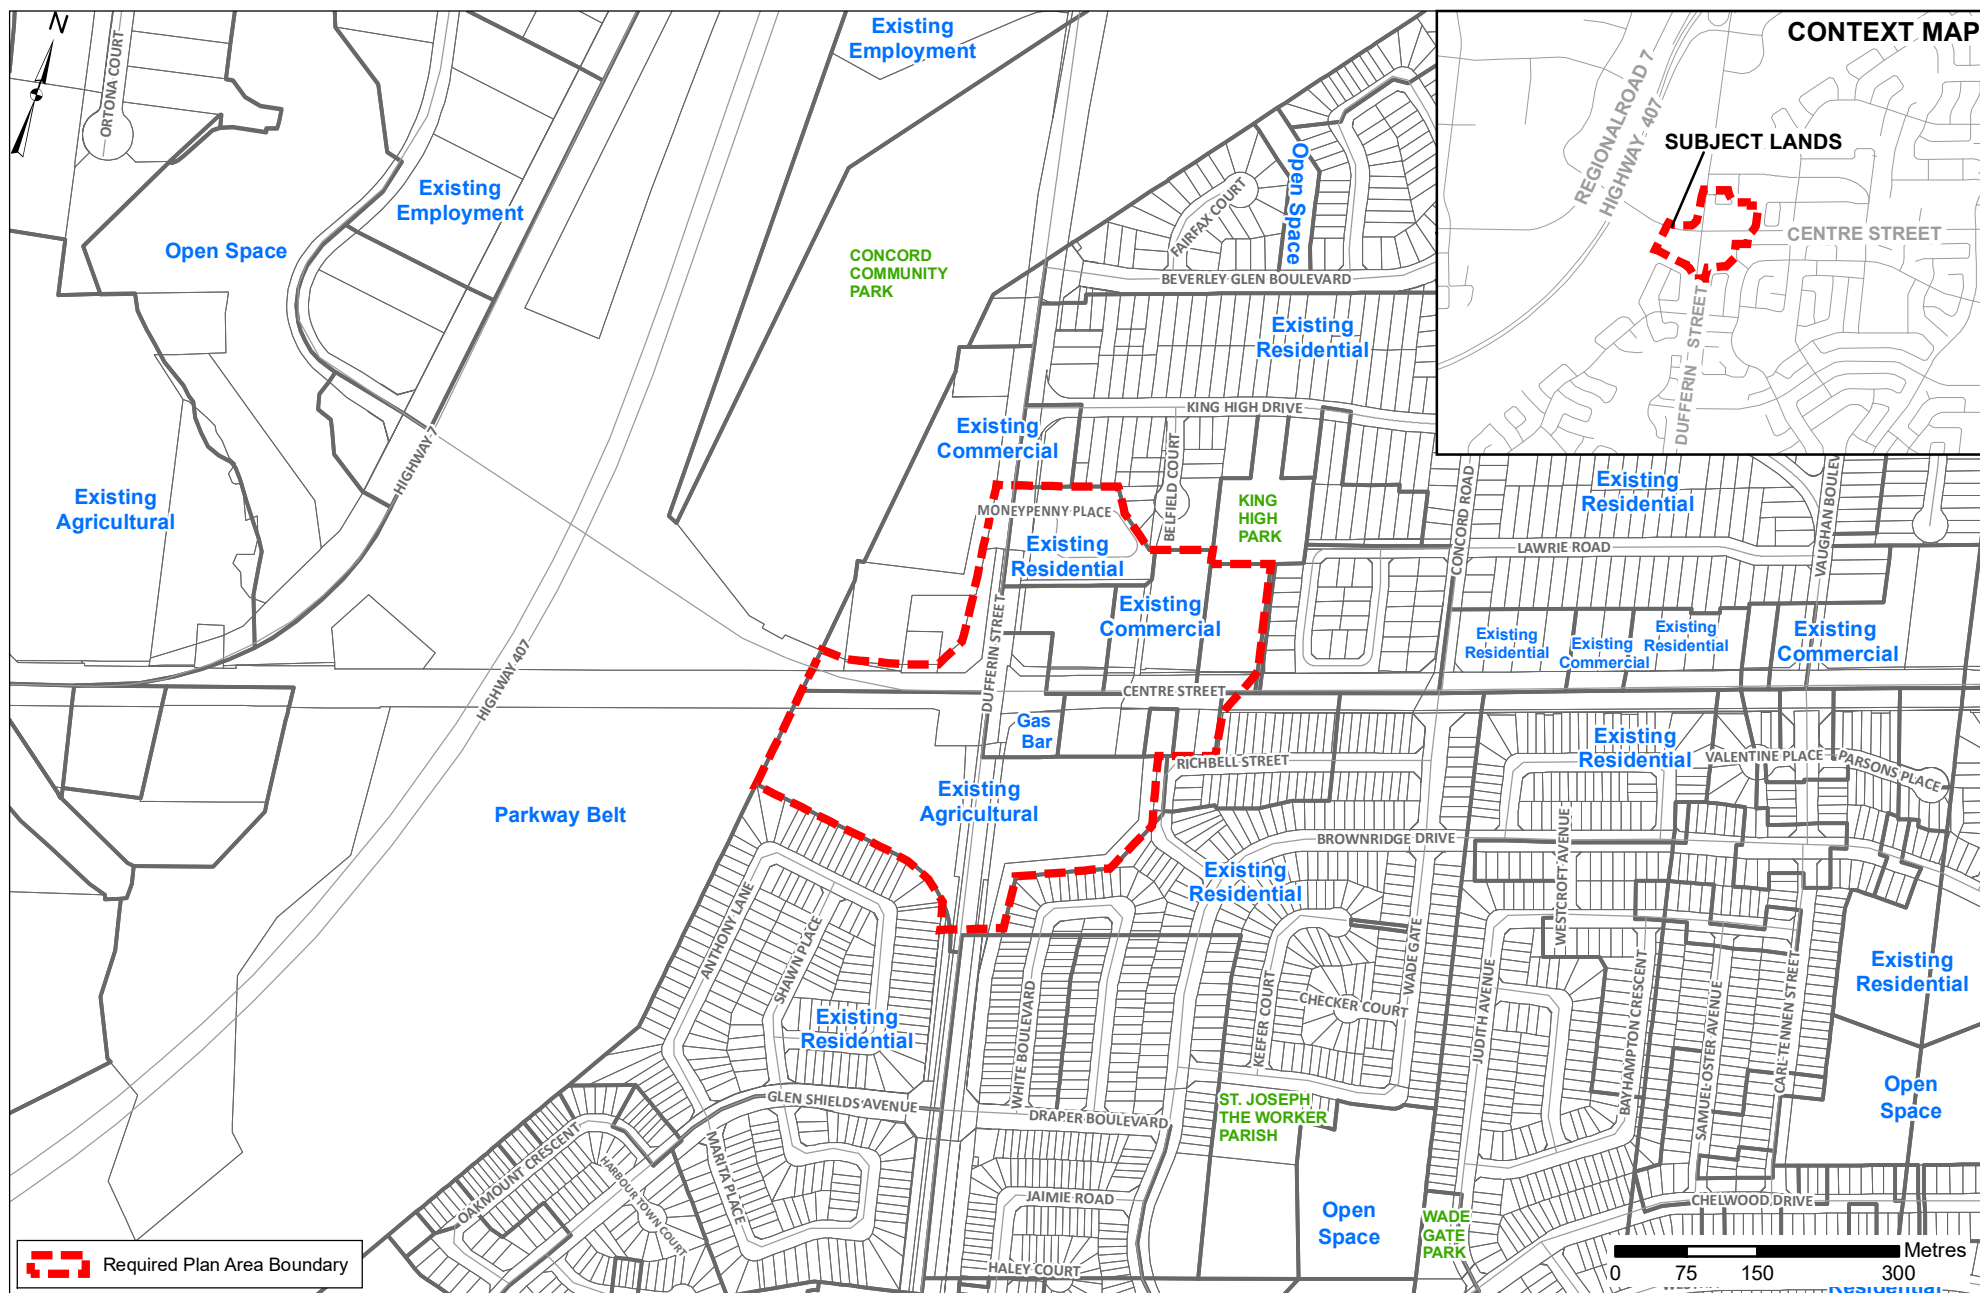 N
ORTONA COURT
Existing
Employment
CONTEXT MAP
REGIONALROAD 7
HIGHWAY 407
SUBJECT LANDS
CENTRE STREET
DUFFERIN STREET
Existing
Employment
Open Space
CONCORD
COMMUNITY
PARK
FAIRFAX COURT
Open Space
BEVERLEY GLEN BOULEVARD
Existing
Residential
KING HIGH DRIVE
Existing
Commercial
BELFIELD COURT
HIGHWAY 7
Existing
Agricultural
MONEYPENNY PLACE
KING
HIGH
PARK
CONCORD ROAD
Existing
Residential
LAWRIE ROAD
Existing
Residential
Existing
Commercial
DUFFERIN STREET
Existing
Residential
Existing
Commercial
Existing
Residential
Existing
Commercial
HIGHWAY 407
CENTRE STREET
Gas
Bar
RICHBELL STREET
Existing
Residential
VALENTINE PLACE
PARSONS PLACE
Parkway Belt
Existing
Agricultural
BROWNRIDGE DRIVE
WESTCROFT AVENUE
Existing
Residential
ANTHONY LANE
SHAWN PLACE
WADE GATE
Existing
Residential
WHITE BOULEVARD
KEEFER COURT
CHECKER COURT
JUDITH AVENUE
BAYHAMPTON CRESCENT
SAMUEL OSTER AVENUE
CARL TENNEN STREET
Existing
Residential
Open
Space
GLEN SHIELDS AVENUE
DRAPER BOULEVARD
ST. JOSEPH
THE WORKER
PARISH
OAKMOUNT CRESCENT
HARBOUR TOWN COURT
MARITA PLACE
JAIMIE ROAD
Open
Space
WADE
GATE
PARK
CHELWOOD DRIVE
HALEY COURT
Required Plan Area Boundary
Metres
0 75 150 300
Residential